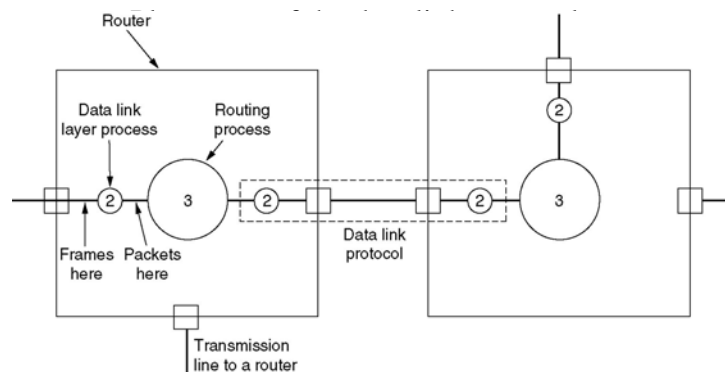 Router
Data link
layer process
Routing
process
2
3
2
2
2
3
Frames
here
Packets
here
Data link
protocol
Transmission
line to a router